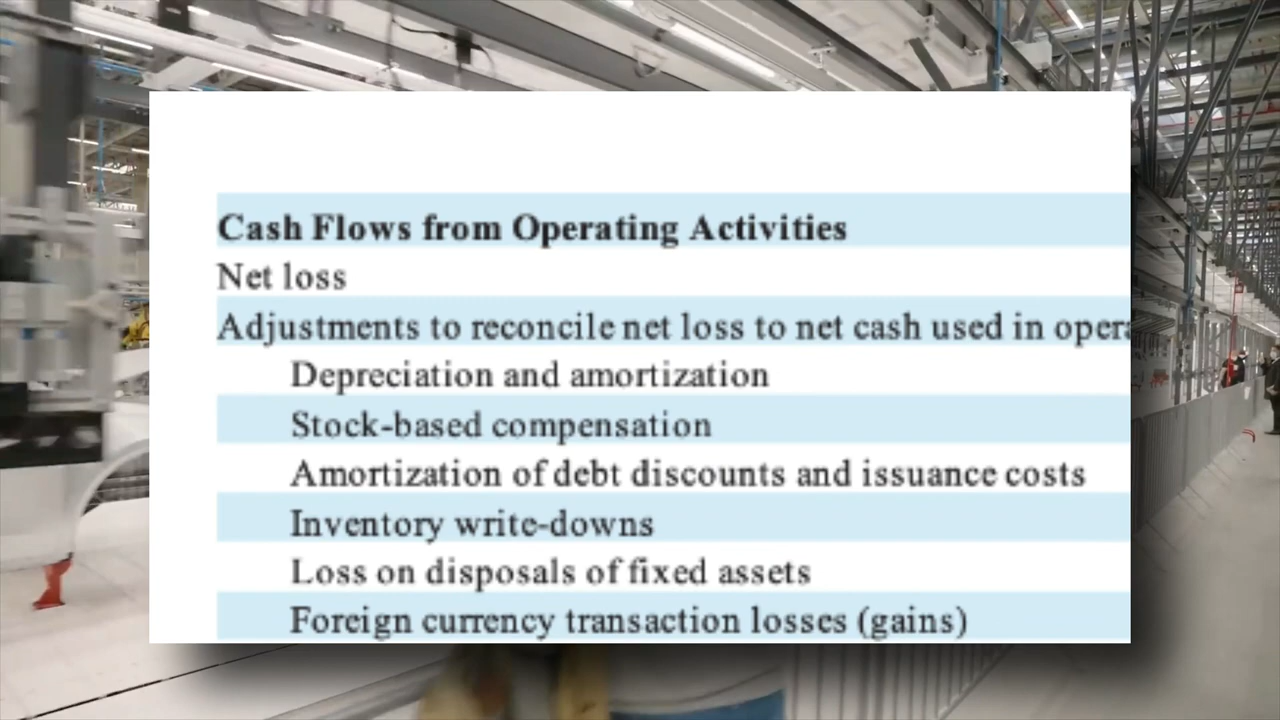 Cash Flows from Operating Activities
Net loss
Adjustments to reconcile net loss to net cash used in opera
Depreciation and amortization
Stock-based compensation
Amortization of debt discounts and issuance costs
Inventory write-downs
Loss on disposals of fixed assets
Foreign currency transaction losses (gains)